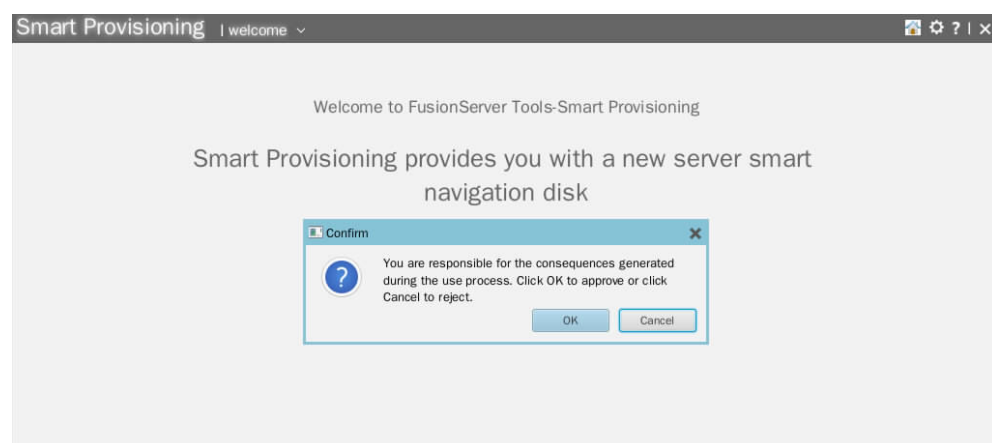 Smart Provisioning | welcome
? | ×
Welcome to FusionServer Tools-Smart Provisioning
Smart Provisioning provides you with a new server smart
navigation disk
Confirm
You are responsible for the consequences generated
during the use process. Click OK to approve or click
Cancel to reject.
OK Cancel